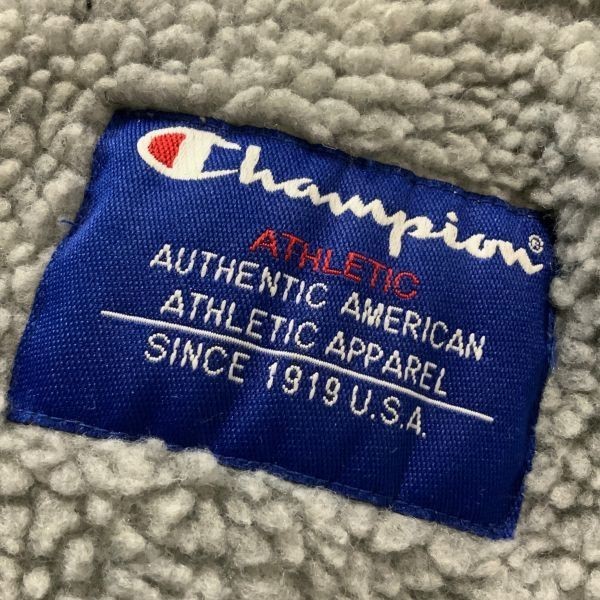 Champion®
ATHLETIC
AUTHENTIC AMERICAN
ATHLETIC APPAREL
SINCE 1919 U.S.A.